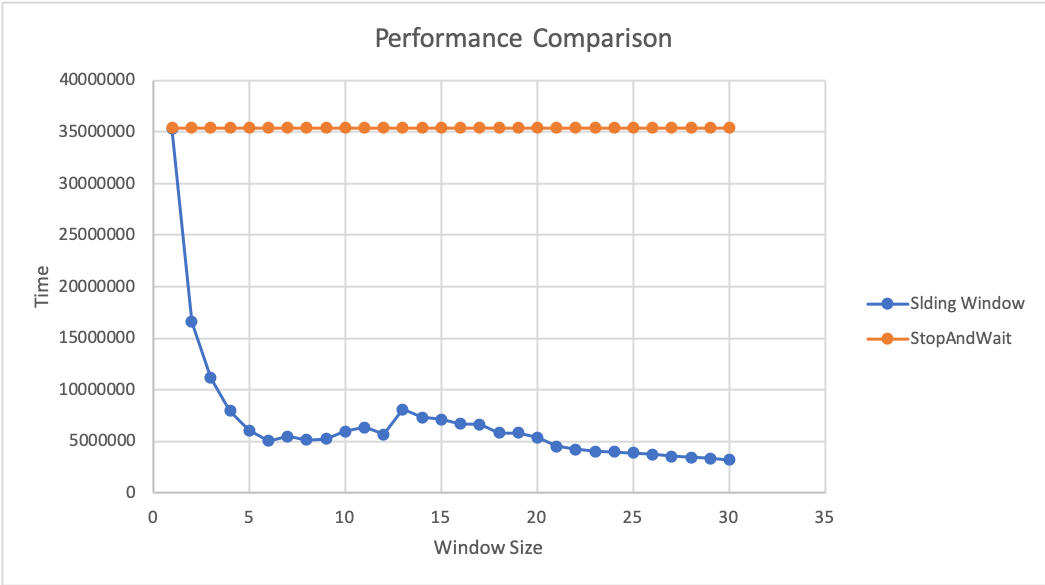 Performance Comparison
40000000
35000000
30000000
25000000
20000000
15000000
10000000
5000000
0
Time
0 5 10 15 20 25 30 35
Window Size
Slding Window
StopAndWait